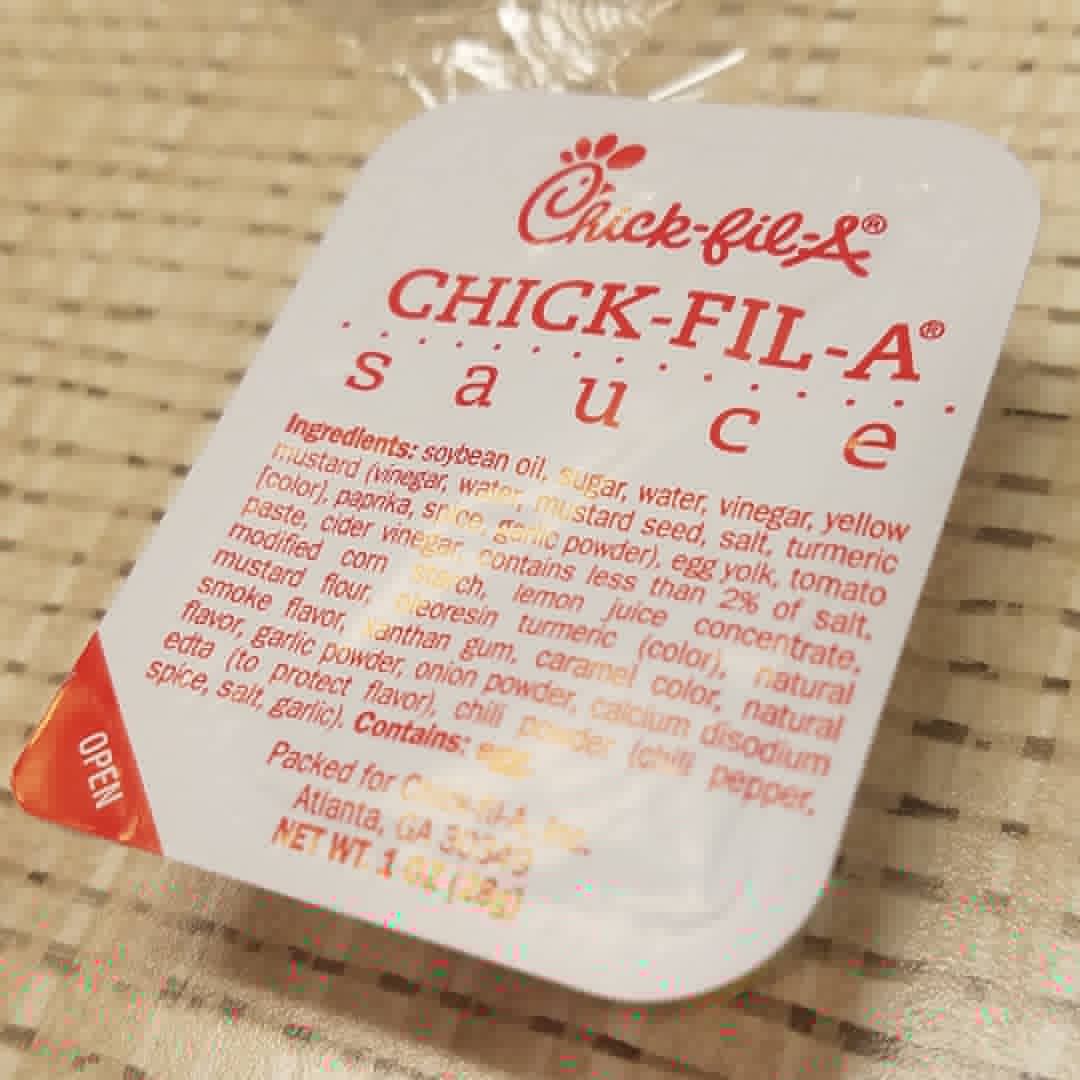 Chick-fil-A®
CHICK-FIL-A®
sauce
Ingredients: soybean oil, sugar, water, vinegar, yellow
mustard (vinegar, water, mustard seed, salt, turmeric
[color], paprika, spice, garlic powder), egg yolk, tomato
paste, cider vinegar, contains less than 2% of salt,
modified corn starch, lemon juice concentrate,
mustard flour, oleoresin turmeric (color), natural
smoke flavor, xanthan gum, caramel color, natural
flavor, garlic powder, onion powder, calcium disodium
edta (to protect flavor), chili powder (chili pepper,
spice, salt, garlic). Contains: egg.
Packed for Chick-fil-A, Inc.
Atlanta, GA 30349
NET WT. 1 OZ (28g)
OPEN